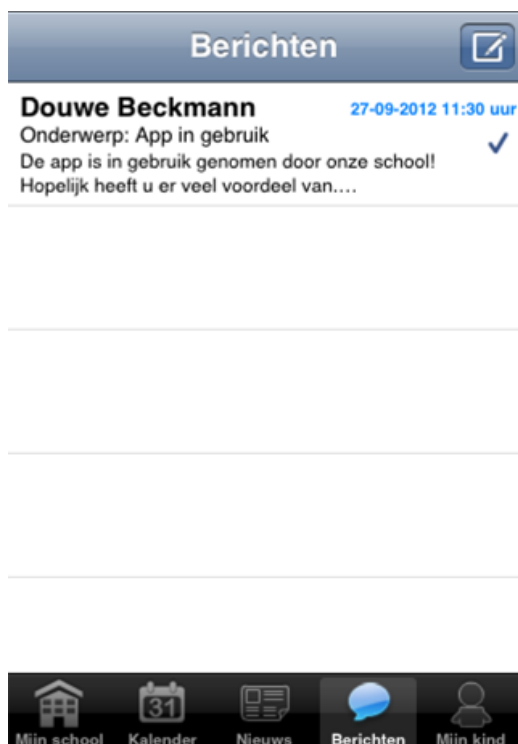 Berichten
Douwe Beckmann 27-09-2012 11:30 uur
Onderwerp: App in gebruik
De app is in gebruik genomen door onze school!
Hopelijk heeft u er veel voordeel van....
31
Mijn school Kalender Nieuws Berichten Mijn kind